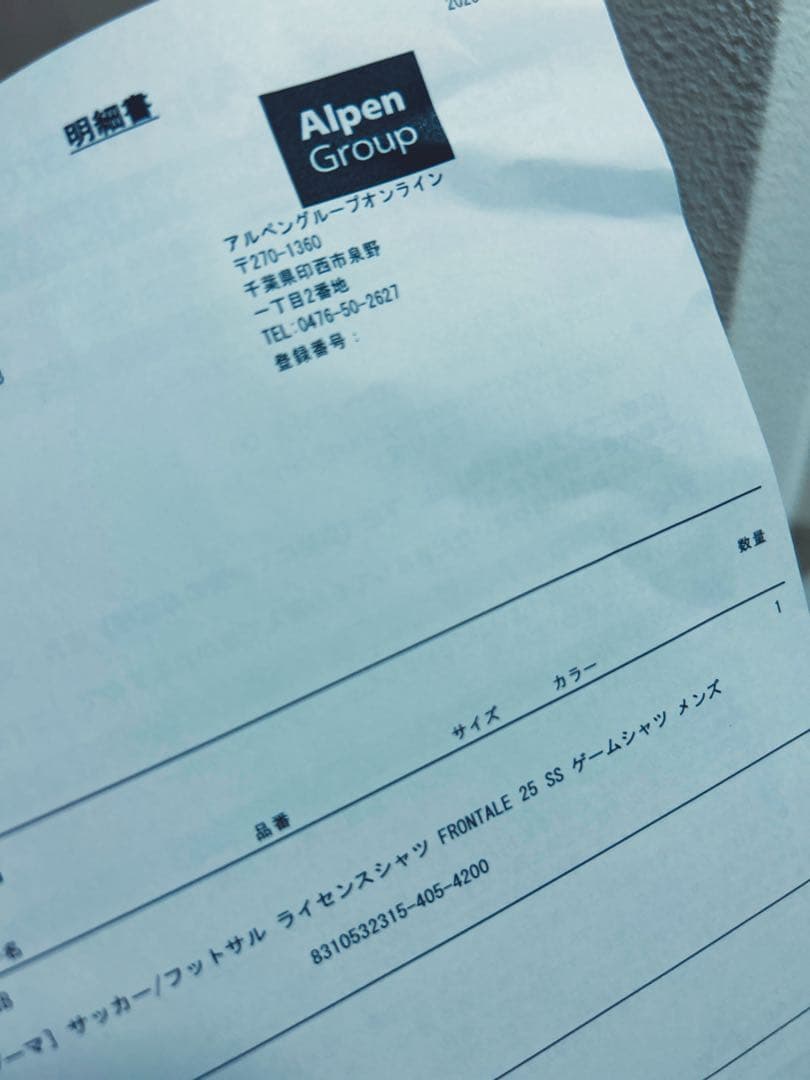 明細書
Alpen
Group
アルペングループオンライン
〒270-1360
千葉県印西市泉野
一丁目2番地
TEL:0476-50-2627
登録番号:
数量
品番 サイズ カラー
名
1
ーマ] サッカー/フットサル ライセンスシャツ FRONTALE 25 SS ゲームシャツ メンズ
8310532315-405-4200